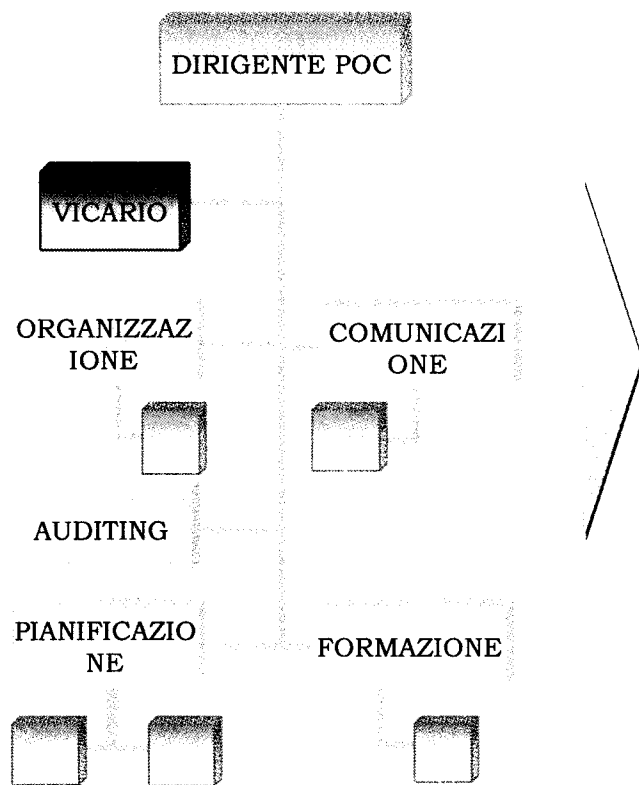 DIRIGENTE POC
VICARIO
ORGANIZZAZ
IONE
COMUNICAZI
ONE
AUDITING
PIANIFICAZIO
NE
FORMAZIONE